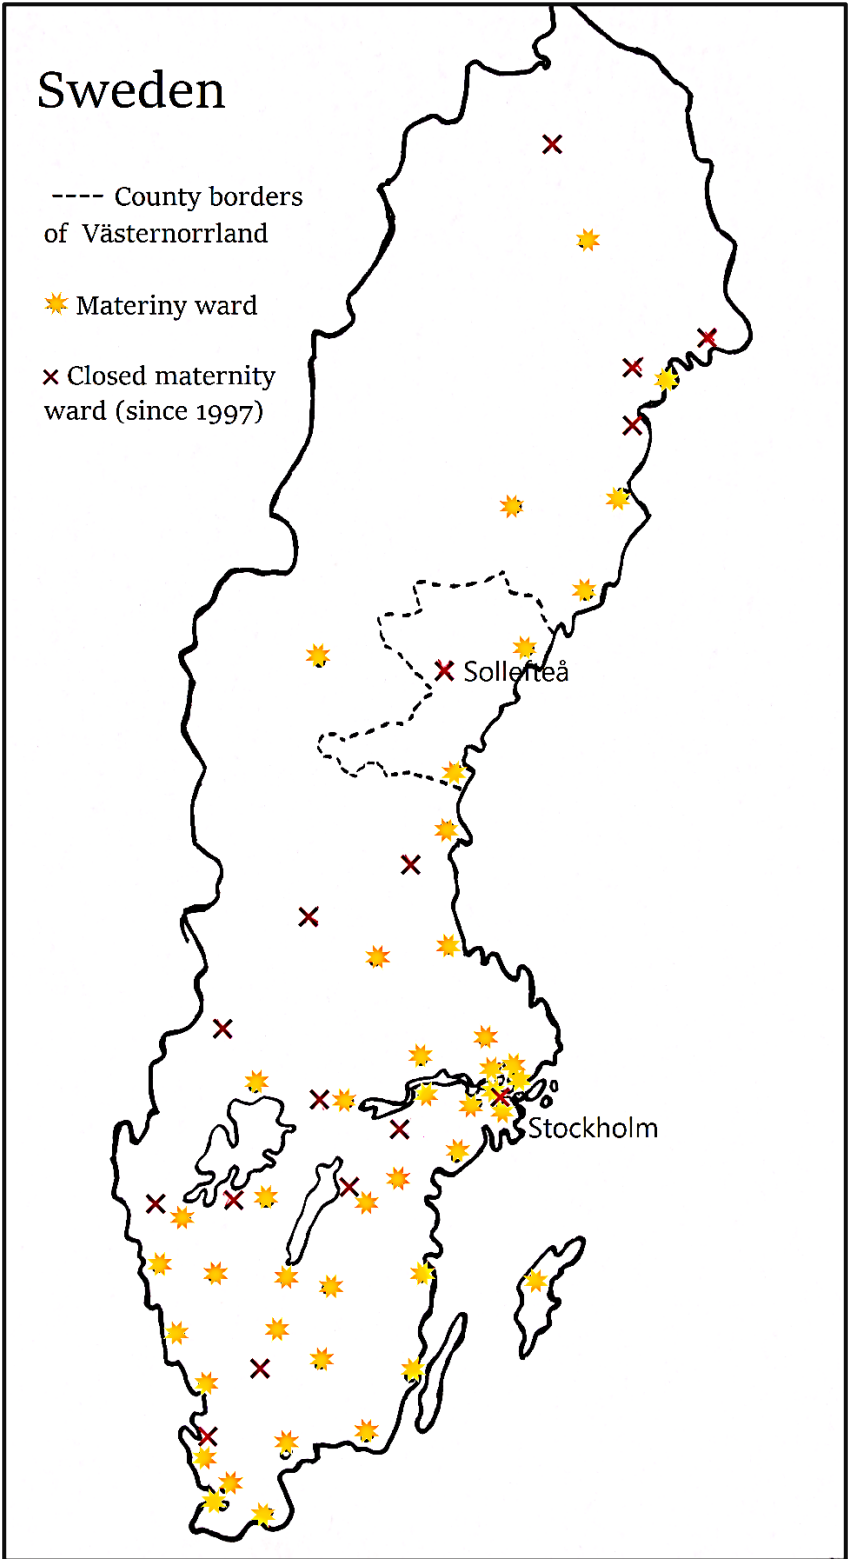 Sweden
---- County borders
of Västernorrland
Materiny ward
Closed maternity
ward (since 1997)
Sollefteå
Stockholm